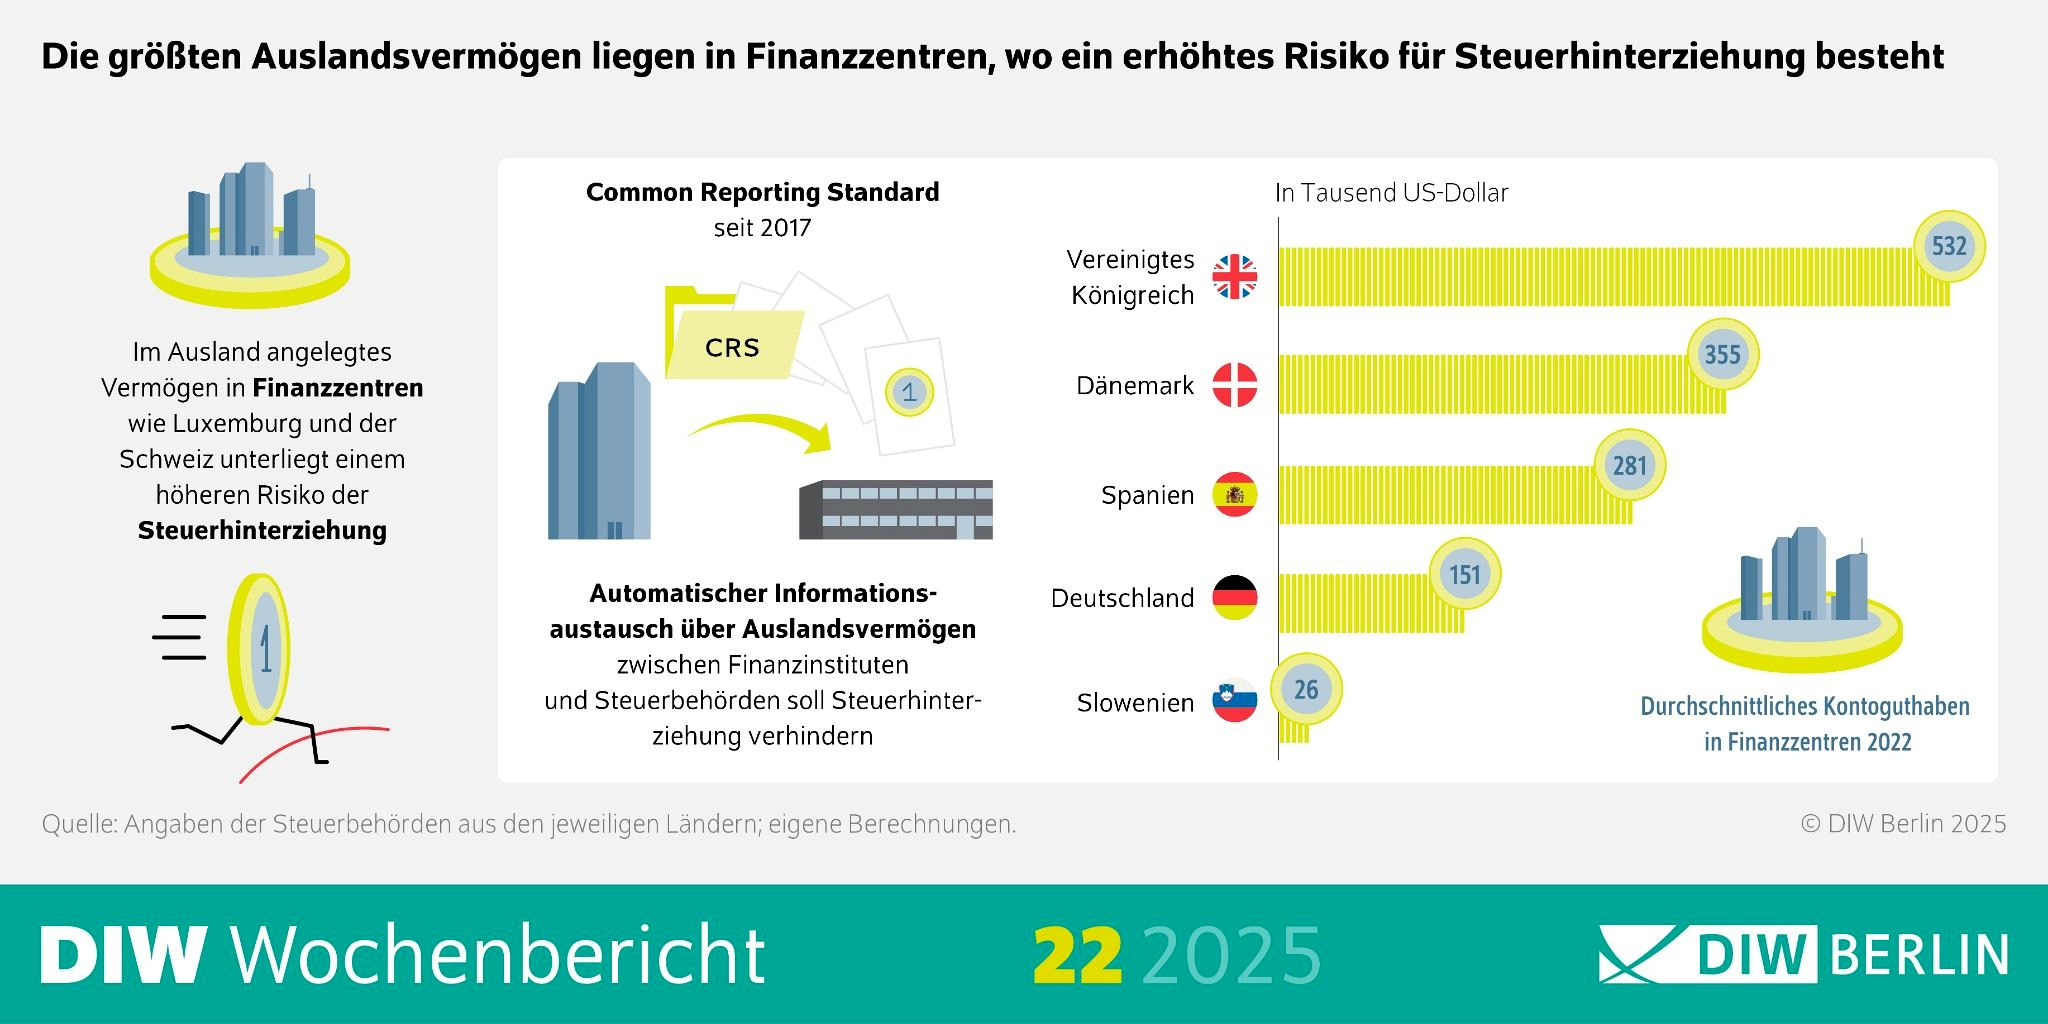 Die größten Auslandsvermögen liegen in Finanzzentren, wo ein erhöhtes Risiko für Steuerhinterziehung besteht
Im Ausland angelegtes
Vermögen in Finanzzentren
wie Luxemburg und der
Schweiz unterliegt einem
höheren Risiko der
Steuerhinterziehung
1
Common Reporting Standard
seit 2017
CRS
1
Automatischer Informations-
austausch über Auslandsvermögen
zwischen Finanzinstituten
und Steuerbehörden soll Steuerhinter-
ziehung verhindern
In Tausend US-Dollar
Vereinigtes
Königreich
532
Dänemark
355
Spanien
281
Deutschland
151
Slowenien
26
Durchschnittliches Kontoguthaben
in Finanzzentren 2022
Quelle: Angaben der Steuerbehörden aus den jeweiligen Ländern; eigene Berechnungen.
© DIW Berlin 2025
DIW Wochenbericht
22 2025
DIW BERLIN